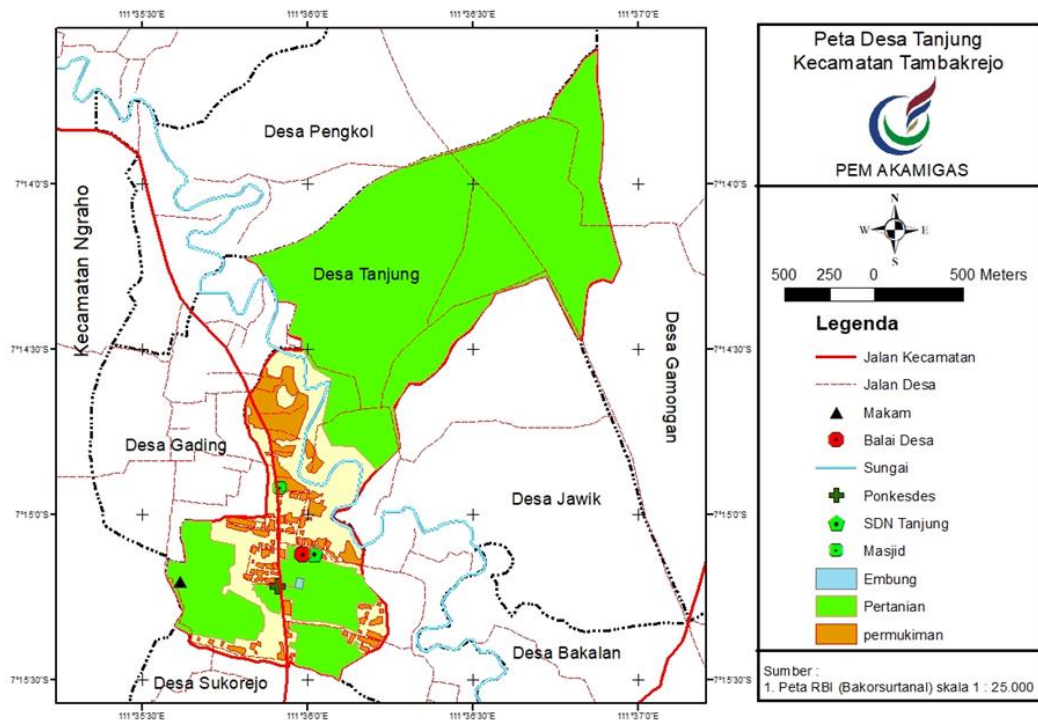 111°35'30"E
111°36'0"E
111°36'30"E
111°37'0"E
7°14'0"S
7°14'30"S
7°15'0"S
7°15'30"S
7°14'0"S
7°14'30"S
7°15'0"S
7°15'30"S
111°35'30"E
111°36'0"E
111°36'30"E
111°37'0"E
Desa Pengkol
Kecamatan Ngraho
Desa Tanjung
Desa Gamongan
Desa Gading
Desa Jawik
Desa Bakalan
Desa Sukorejo
Peta Desa Tanjung
Kecamatan Tambakrejo
PEM AKAMIGAS
N
W
E
S
500 250 0 500 Meters
Legenda
Jalan Kecamatan
Jalan Desa
Makam
Balai Desa
Sungai
Ponkesdes
SDN Tanjung
Masjid
Embung
Pertanian
permukiman
Sumber :
1. Peta RBI (Bakorsurtanal) skala 1 : 25.000